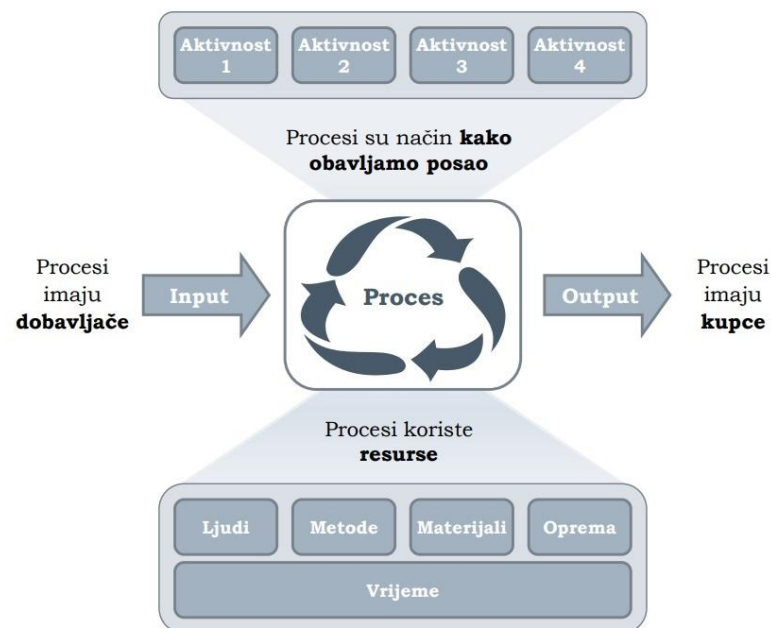 Aktivnost 1
Aktivnost 2
Aktivnost 3
Aktivnost 4
Procesi su način kako
obavljamo posao
Procesi
imaju
dobavljače
Input
Proces
Output
Procesi
imaju
kupce
Procesi koriste
resurse
Ljudi
Metode
Materijali
Oprema
Vrijeme